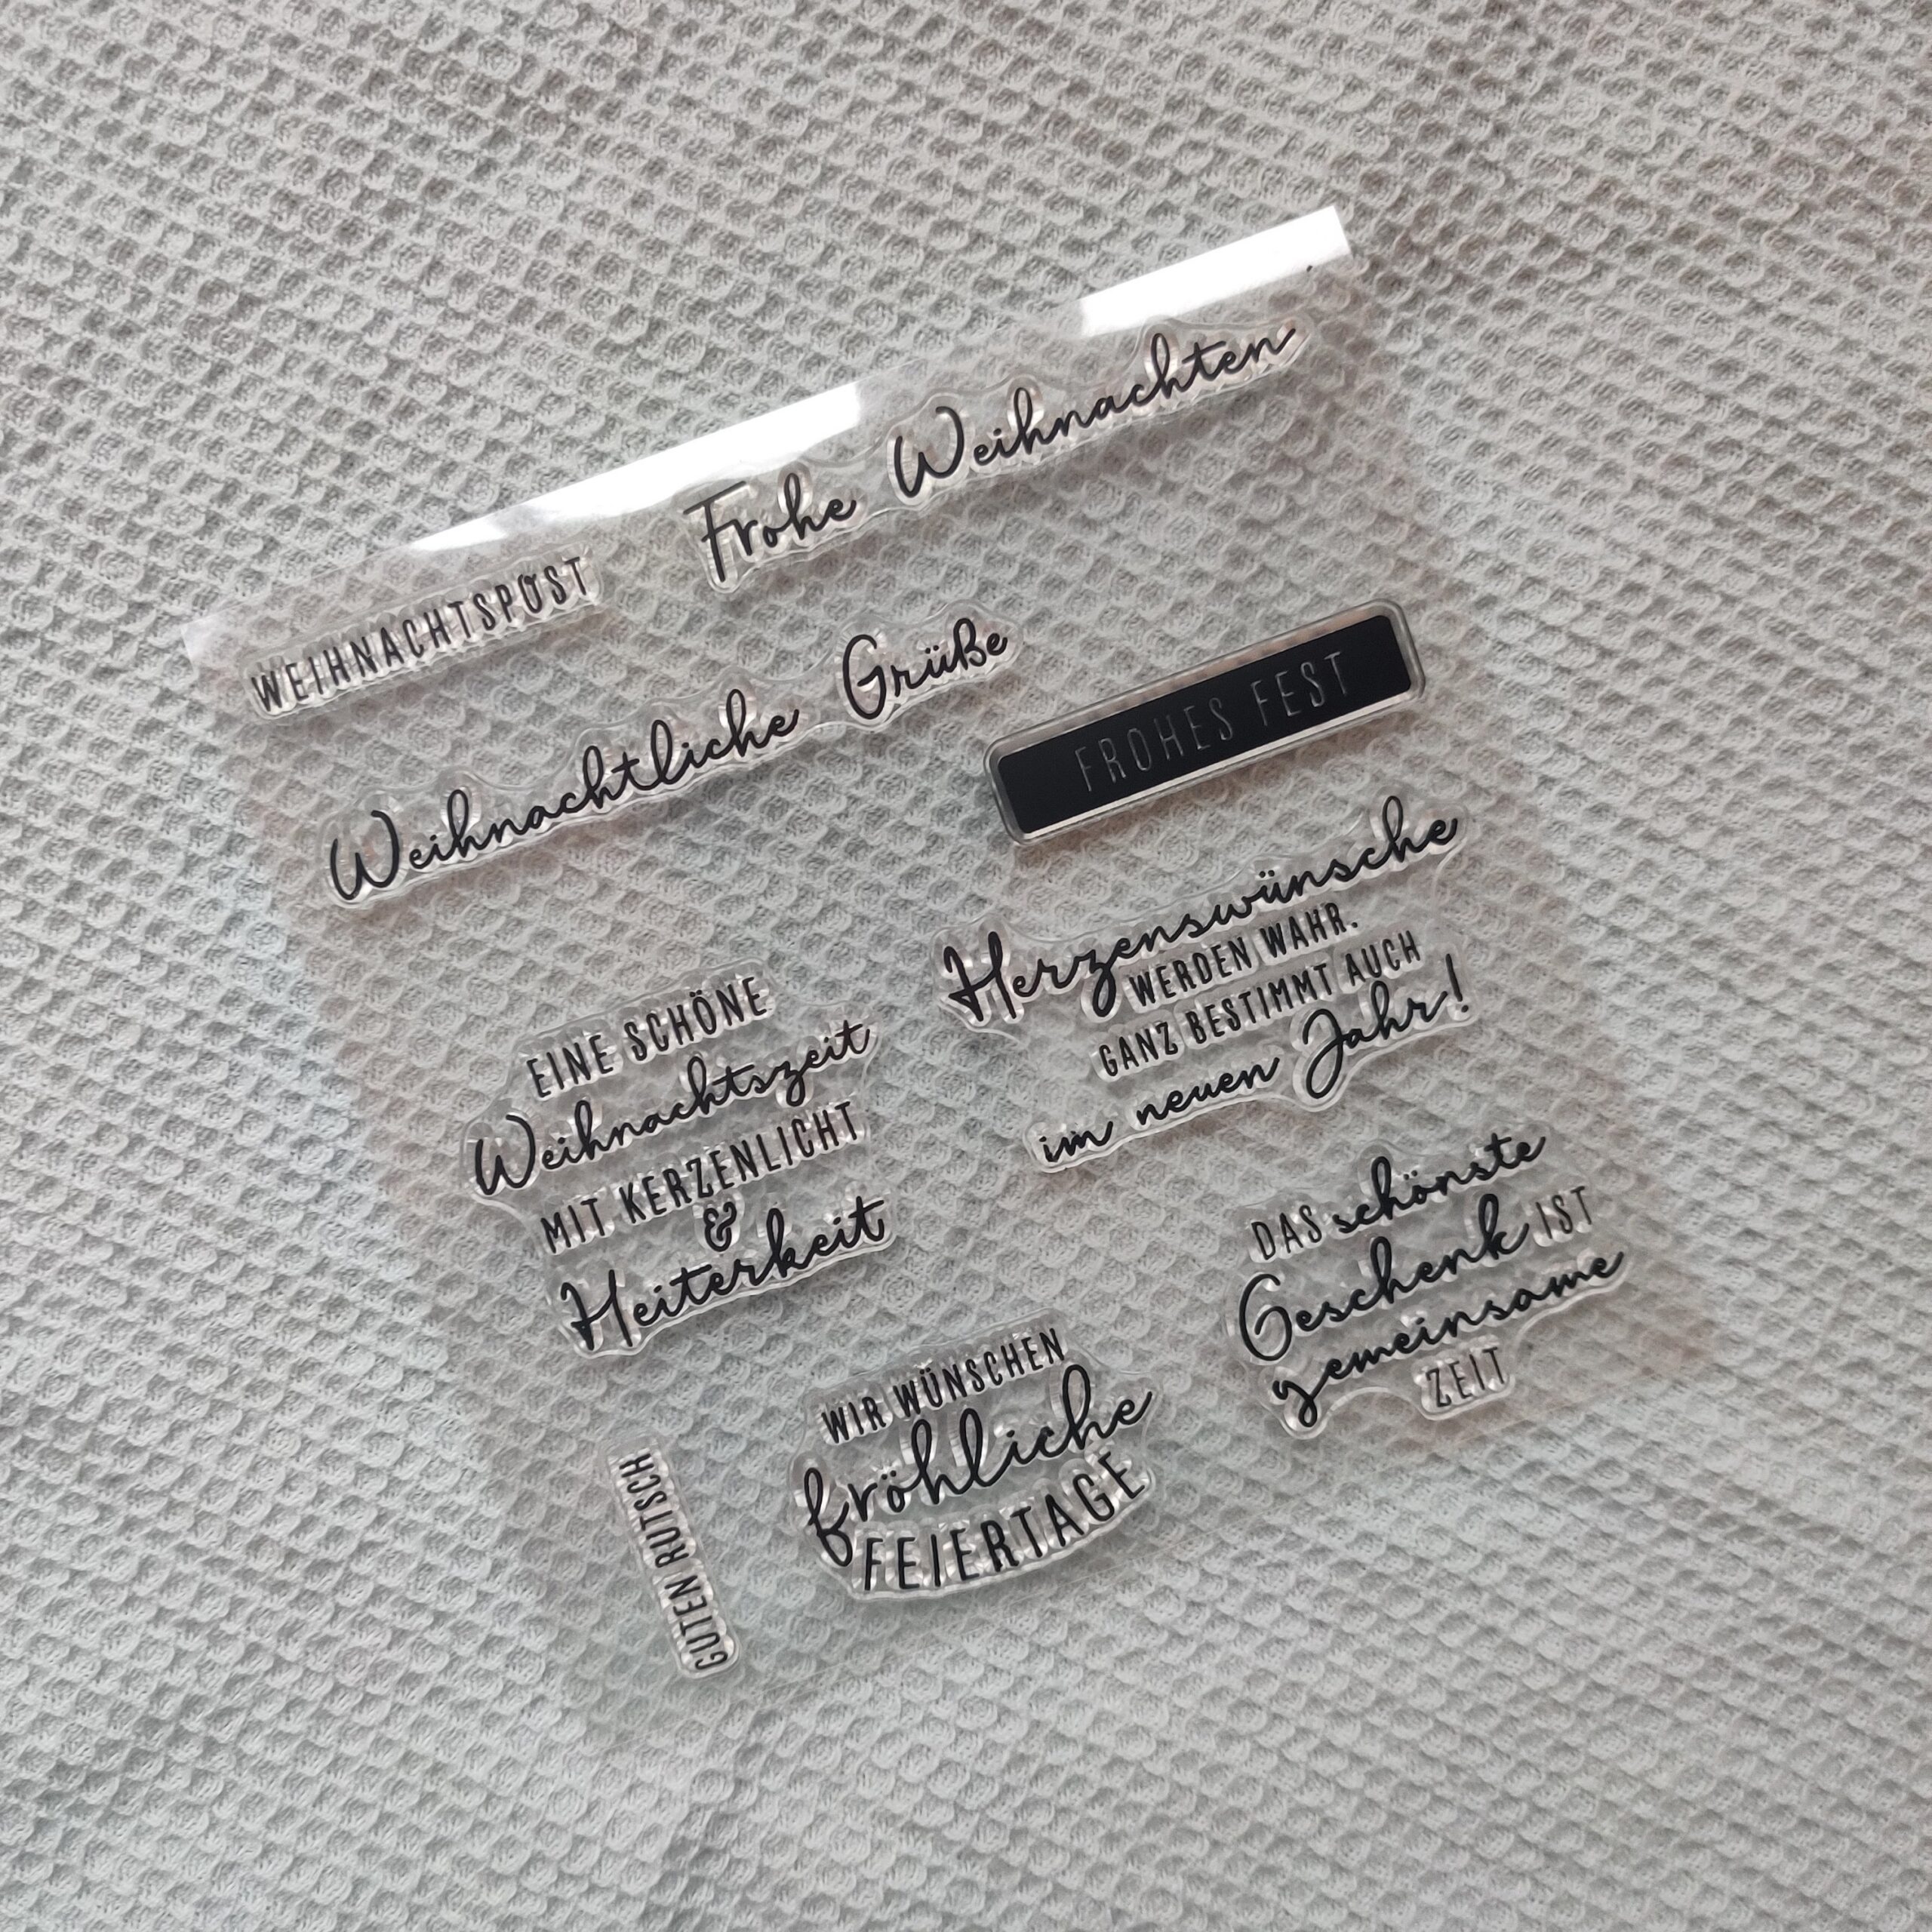 Frohe Weihnachten
WEIHNACHTSPOST
Weihnachtliche Grüße
FROHES FEST
Herzenswünsche
WERDEN WAHR.
GANZ BESTIMMT AUCH
im neuen Jahr!
EINE SCHÖNE
Weihnachtszeit
MIT KERZENLICHT
&
Heiterkeit
DAS schönste
Geschenk IST
gemeinsame
ZEIT
WIR WÜNSCHEN
fröhliche
FEIERTAGE
GUTEN RUTSCH